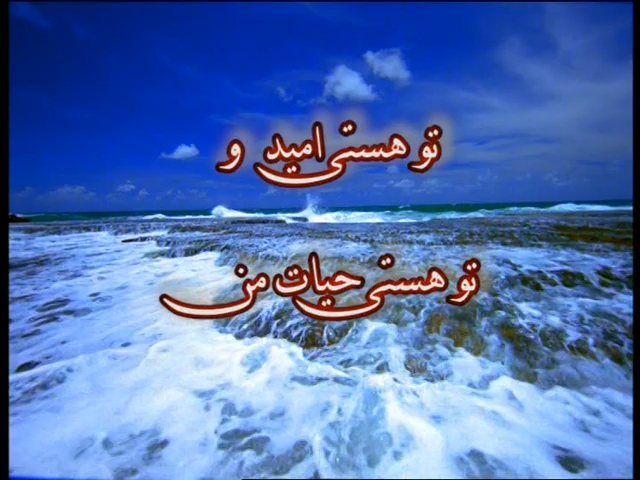 تو هستی امید و
تو هستی حیات من